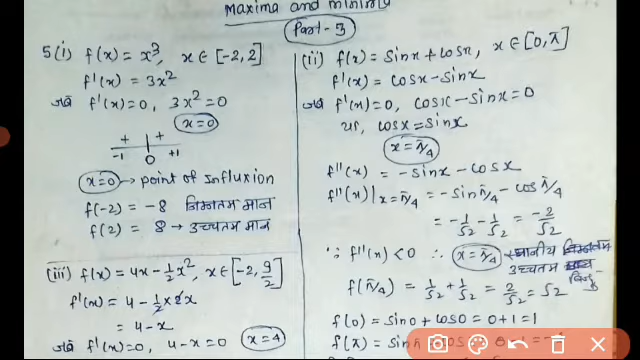 Maxima and minima
Part-3
5(i) f(x) = x³, x ∈ [-2, 2]
f'(x) = 3x²
जब f'(x)=0, 3x²=0
x=0
+ +
-1 0 +1
x=0 → point of Influxion
f(-2) = -8 निम्नतम मान
f(2) = 8 → उच्चतम मान
(iii) f(x) = 4x - ½x², x ∈ [-2, 9/2]
f'(x) = 4 - ½×2x
= 4-x
जब f'(x)=0, 4-x=0 x=4
(ii) f(x) = sinx + cosx, x ∈ [0, π]
f'(x) = cosx - sinx
जब f'(x)=0, cosx - sinx = 0
या, cosx = sinx
x = π/4
f''(x) = -sinx - cosx
f''(x)|x=π/4 = -sinπ/4 - cosπ/4
= -1/√2 - 1/√2 = -2/√2
∵ f''(x) < 0 ∴ x=π/4 स्थानीय
उच्चतम बिन्दु
f(π/4) = 1/√2 + 1/√2 = 2/√2 = √2
f(0) = sin0 + cos0 = 0+1 = 1
f(π) = sinπ